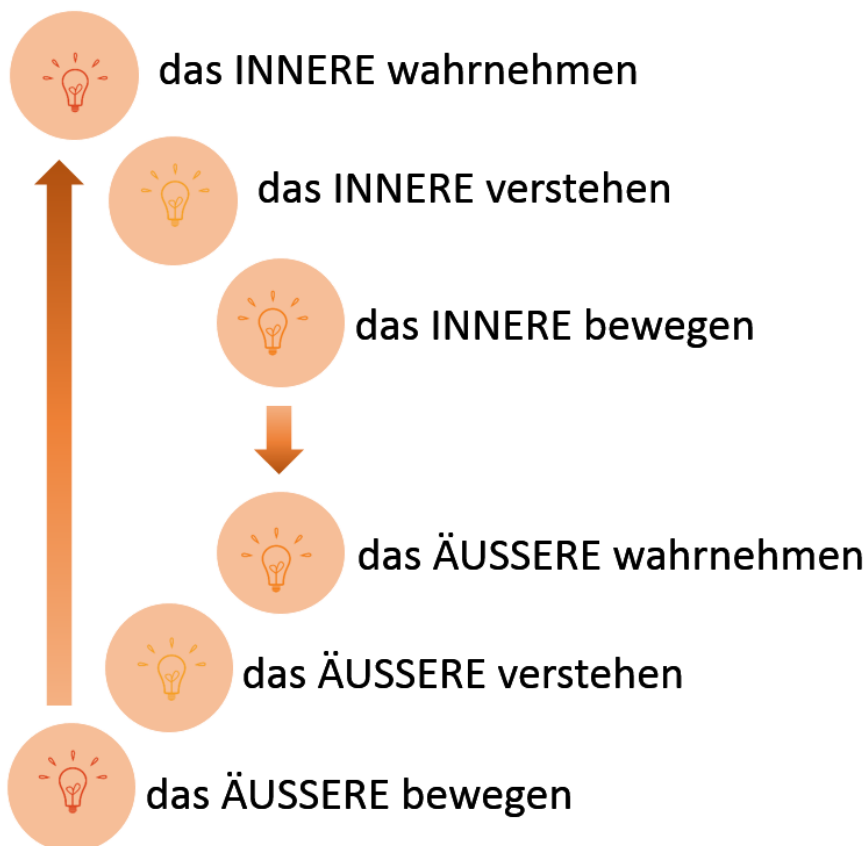 das INNERE wahrnehmen
das INNERE verstehen
das INNERE bewegen
das ÄUSSERE wahrnehmen
das ÄUSSERE verstehen
das ÄUSSERE bewegen